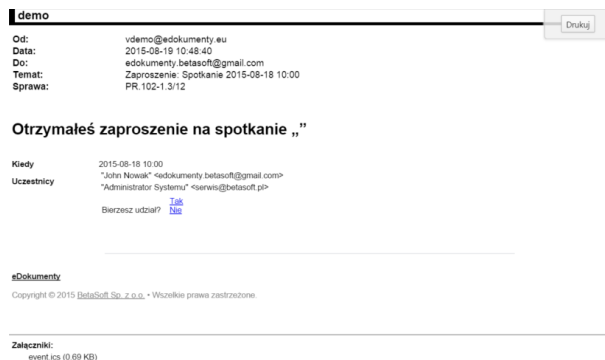 demo
Drukuj
Od: vdemo@edokumenty.eu
Data: 2015-08-19 10:48:40
Do: edokumenty.betasoft@gmail.com
Temat: Zaproszenie: Spotkanie 2015-08-18 10:00
Sprawa: PR.102-1.3/12
Otrzymałeś zaproszenie na spotkanie „”
Kiedy 2015-08-18 10:00
"John Nowak" <edokumenty.betasoft@gmail.com>
Uczestnicy
"Administrator Systemu" <serwis@betasoft.pl>
Tak
Bierzesz udział? Nie
eDokumenty
Copyright © 2015 BetaSoft Sp. z o.o. • Wszelkie prawa zastrzeżone.
Załączniki:
event.ics (0.69 KB)